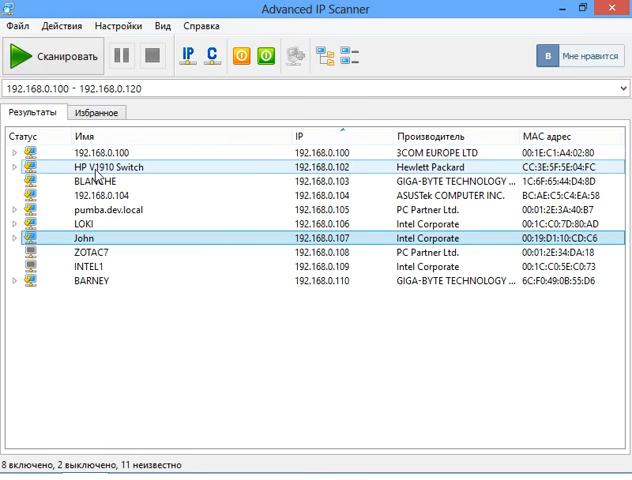 Advanced IP Scanner
Файл Действия Настройки Вид Справка
Сканировать IP C B Мне нравится
192.168.0.100 - 192.168.0.120
Результаты Избранное
Статус Имя IP Производитель MAC адрес
192.168.0.100 192.168.0.100 3COM EUROPE LTD 00:1E:C1:A4:02:80
HP V1910 Switch 192.168.0.102 Hewlett Packard CC:3E:5F:5E:04:FC
BLANCHE 192.168.0.103 GIGA-BYTE TECHNOLOGY ... 1C:6F:65:44:D4:8D
192.168.0.104 192.168.0.104 ASUSTek COMPUTER INC. BC:AE:C5:C4:EA:58
pumba.dev.local 192.168.0.105 PC Partner Ltd. 00:01:2E:3A:40:B7
LOKI 192.168.0.106 Intel Corporate 00:1C:C0:7D:80:AD
John 192.168.0.107 Intel Corporate 00:19:D1:10:CD:C6
ZOTAC7 192.168.0.108 PC Partner Ltd. 00:01:2E:34:DA:18
INTEL1 192.168.0.109 Intel Corporate 00:1C:C0:5E:C0:73
BARNEY 192.168.0.110 GIGA-BYTE TECHNOLOGY ... 6C:F0:49:0B:55:D6
8 включено, 2 выключено, 11 неизвестно